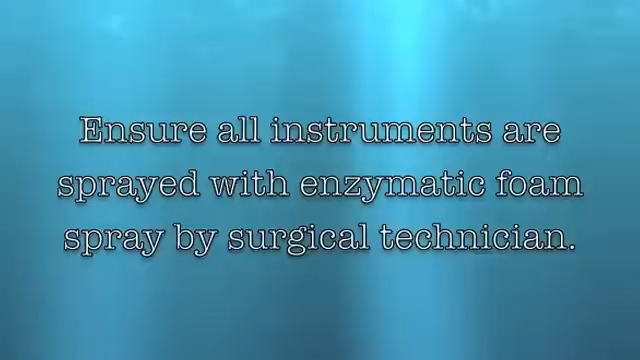 Ensure all instruments are
sprayed with enzymatic foam
spray by surgical technician.